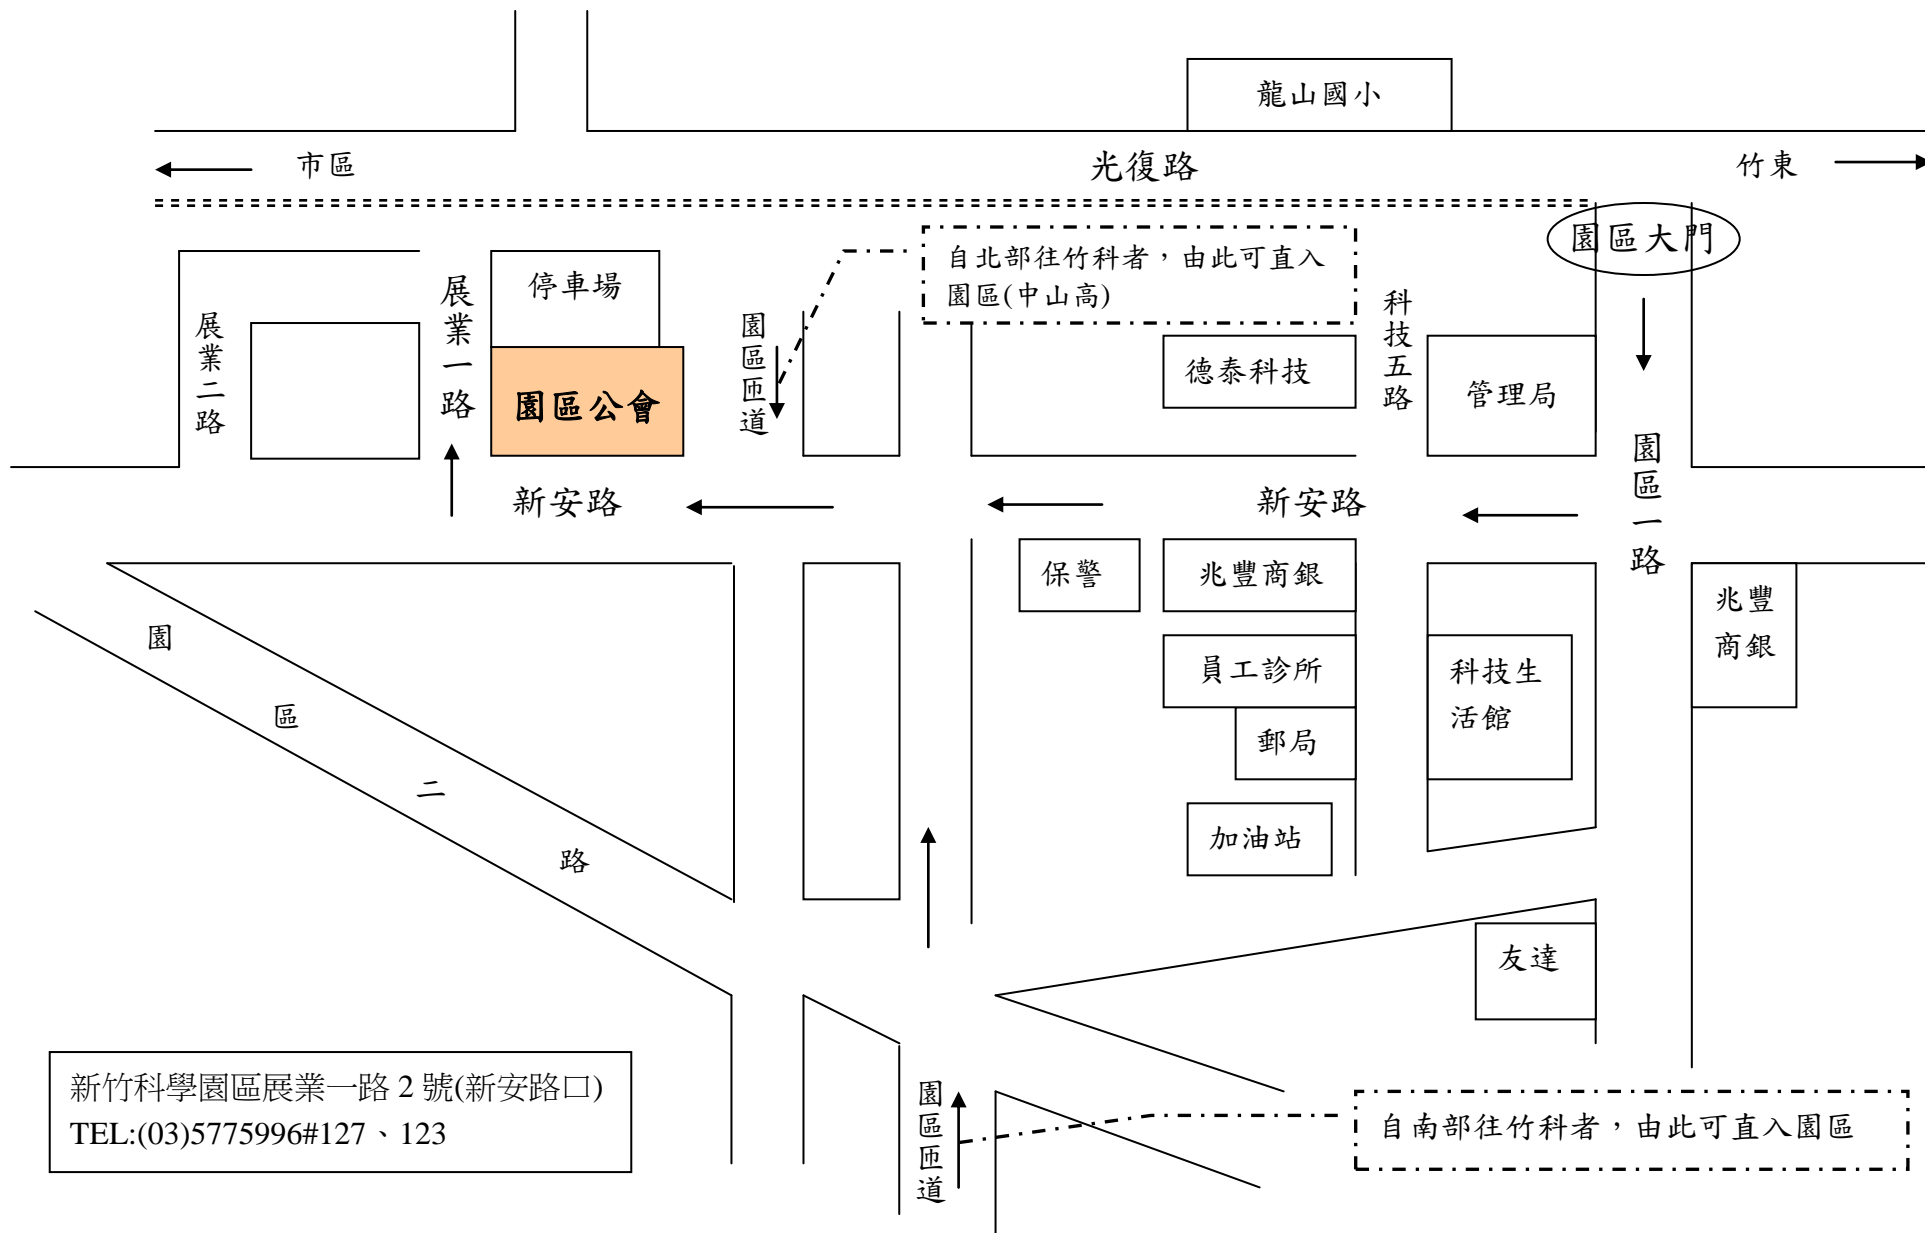 龍山國小
市區
光復路
竹東
園區大門
自北部往竹科者，由此可直入
園區(中山高)
停車場
展業一路
展業二路
園區公會
園區匝道
德泰科技
科技五路
管理局
園區一路
新安路
新安路
保警
兆豐商銀
兆豐
商銀
員工診所
科技生
活館
郵局
加油站
園區二路
友達
新竹科學園區展業一路 2 號(新安路口)
TEL:(03)5775996#127、123
園區匝道
自南部往竹科者，由此可直入園區